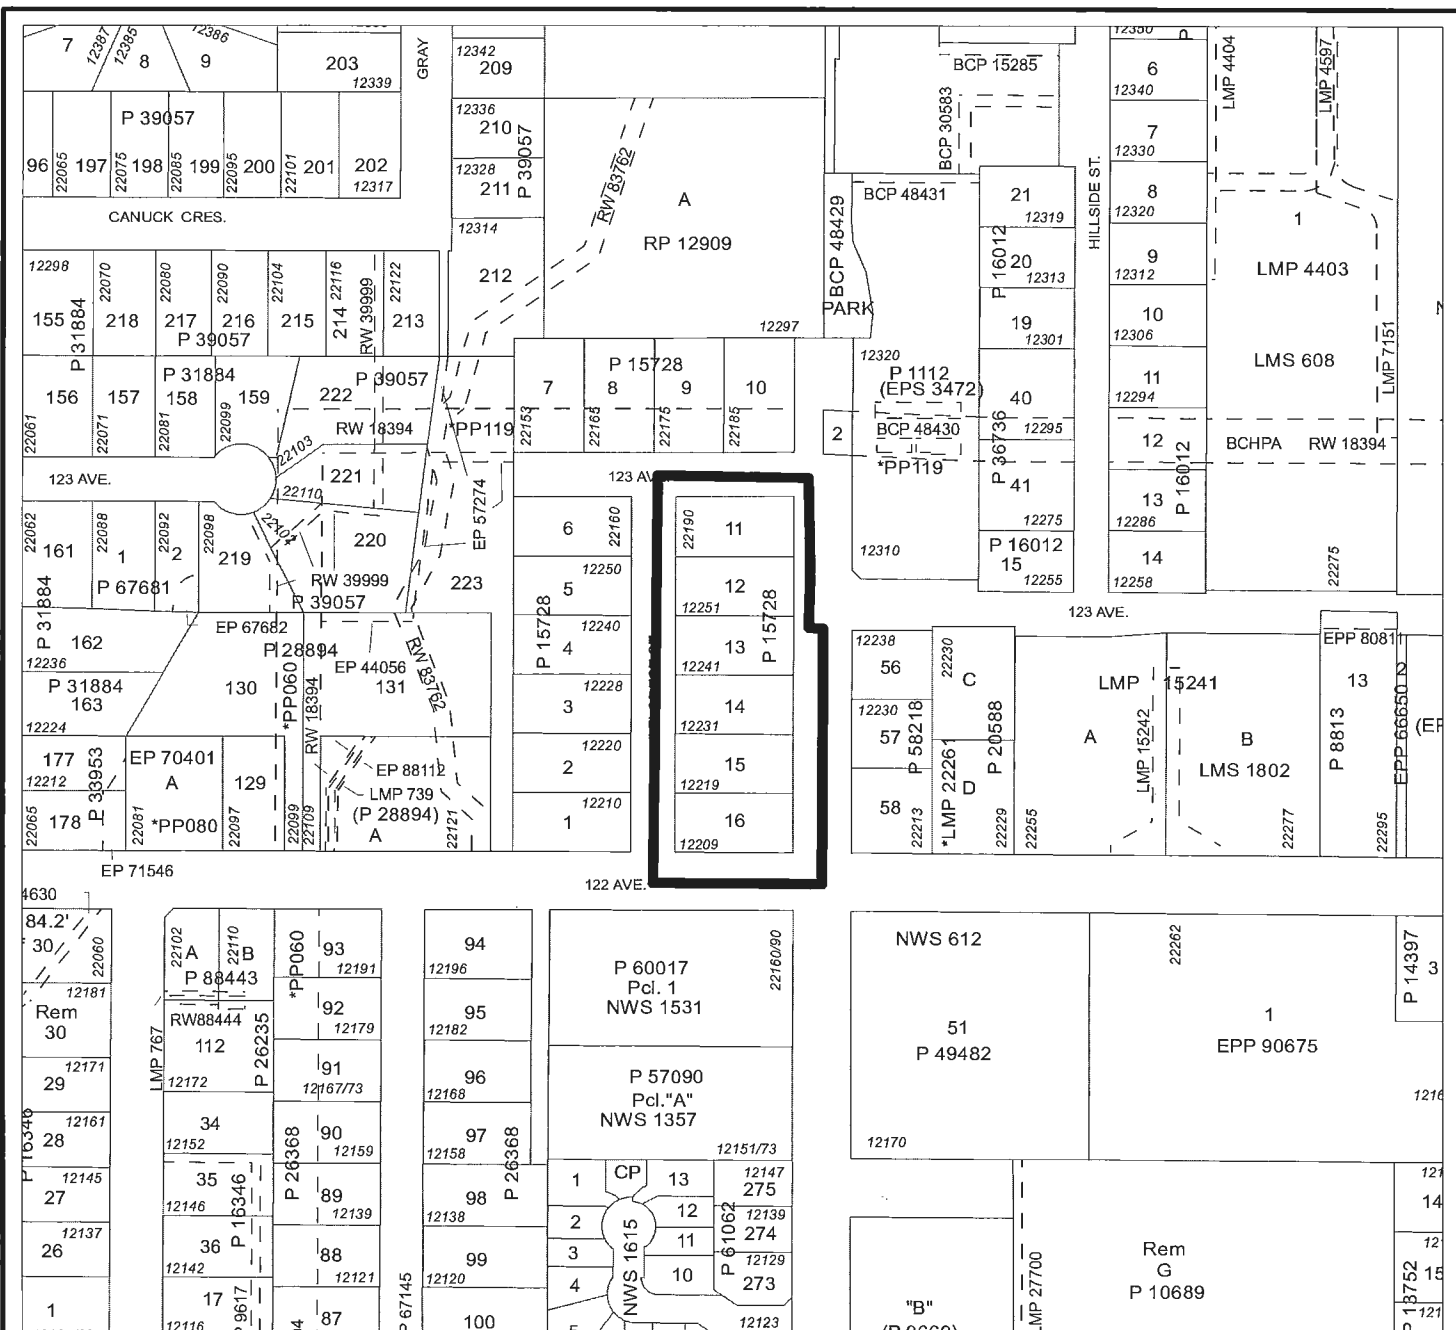 7
12387
12385
8
12386
9
203
12339
GRAY
12342
209
BCP 15285
12350
P
LMP 4404
LMP 4597
6
12340
P 39057
12336
210
P 39057
BCP 30583
7
12330
96
22065
197
22075
198
22085
199
22095
200
22101
201
202
12317
12328
211
RW 83762
A
RP 12909
BCP 48429
BCP 48431
21
12319
HILLSIDE ST.
8
12320
1
CANUCK CRES.
12314
212
P 16012
20
12313
9
12312
LMP 4403
12298
155
P 31884
22070
218
22080
217
22090
216
P 39057
22104
215
22116
214
RW 39999
22122
213
12297
PARK
19
12301
10
12306
LMS 608
LMP 7151
156
22061
157
22071
P 31884
158
22081
159
22099
P 39057
222
RW 18394
*PP119
P 15728
7
22153
8
22165
9
22175
10
22185
12320
P 1112
(EPS 3472)
BCP 48430
*PP119
2
40
12295
P 36736
11
12294
12
P 16012
BCHPA
RW 18394
22103
123 AVE.
22110
221
EP 57274
123 AV
41
12275
13
12286
22062
161
22088
1
22092
2
22098
219
P 67681
220
223
6
22160
22190
11
12310
P 16012
15
12255
14
12258
22275
P 31884
RW 39999
P 39057
5
12250
12
12251
123 AVE.
162
12236
EP 67682
P 28894
EP 44056
RW 83762
P 15728
4
12240
13
12241
P 15728
12238
56
22230
C
EPP 80811
P 31884
163
12224
130
*PP060
RW 18394
131
3
12228
14
12231
12230
57
P 58218
P 20588
LMP 15241
A
LMP 15242
B
LMS 1802
13
P 8813
EPP 66650
2
177
12212
P 33953
EP 70401
A
129
EP 88112
LMP 739
(P 28894)
A
2
12220
15
12219
*LMP 22261
D
22065
178
22081
*PP080
22097
22099
22109
22121
1
12210
16
12209
58
22213
22229
22255
22277
22295
EP 71546
122 AVE.
4630
84.2'
30
22060
22102
A
22110
B
P 88443
*PP060
93
12191
94
12196
P 60017
Pcl. 1
NWS 1531
22160/90
NWS 612
22262
P 14397
3
12181
Rem
30
RW88444
112
LMP 767
P 26235
92
12179
95
12182
51
P 49482
1
EPP 90675
12171
29
12172
91
12167/73
96
12168
P 57090
Pcl."A"
NWS 1357
P 16346
12161
28
34
12152
P 26368
90
12159
97
12158
P 26368
12151/73
12170
12145
27
35
12146
P 16346
89
12139
98
12138
1
CP
13
12147
275
14
12137
26
36
12142
88
12121
99
12120
2
3
4
NWS 1615
12
11
10
P 61062
12139
274
12129
273
Rem
G
P 10689
15
P 13752
1
17
12116
P 9617
87
P 67145
100
12123
"B"
LMP 27700